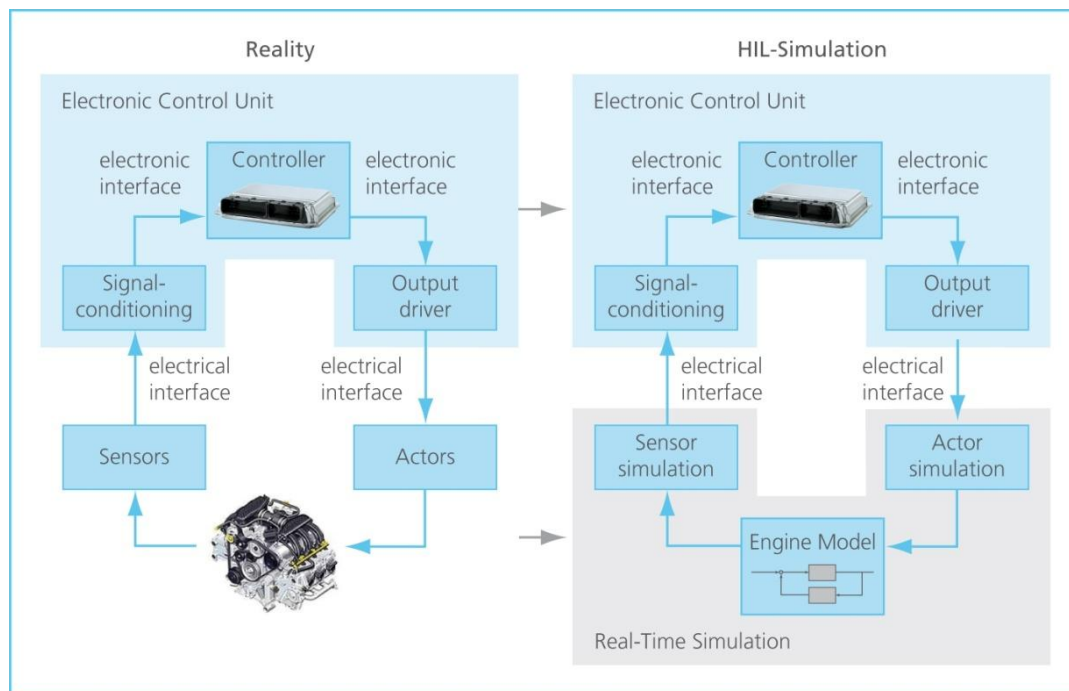 Reality
Electronic Control Unit
electronic
interface
Controller
electronic
interface
Signal-
conditioning
Output
driver
electrical
interface
electrical
interface
Sensors
Actors
HIL-Simulation
Electronic Control Unit
electronic
interface
Controller
electronic
interface
Signal-
conditioning
Output
driver
electrical
interface
electrical
interface
Sensor
simulation
Actor
simulation
Engine Model
Real-Time Simulation